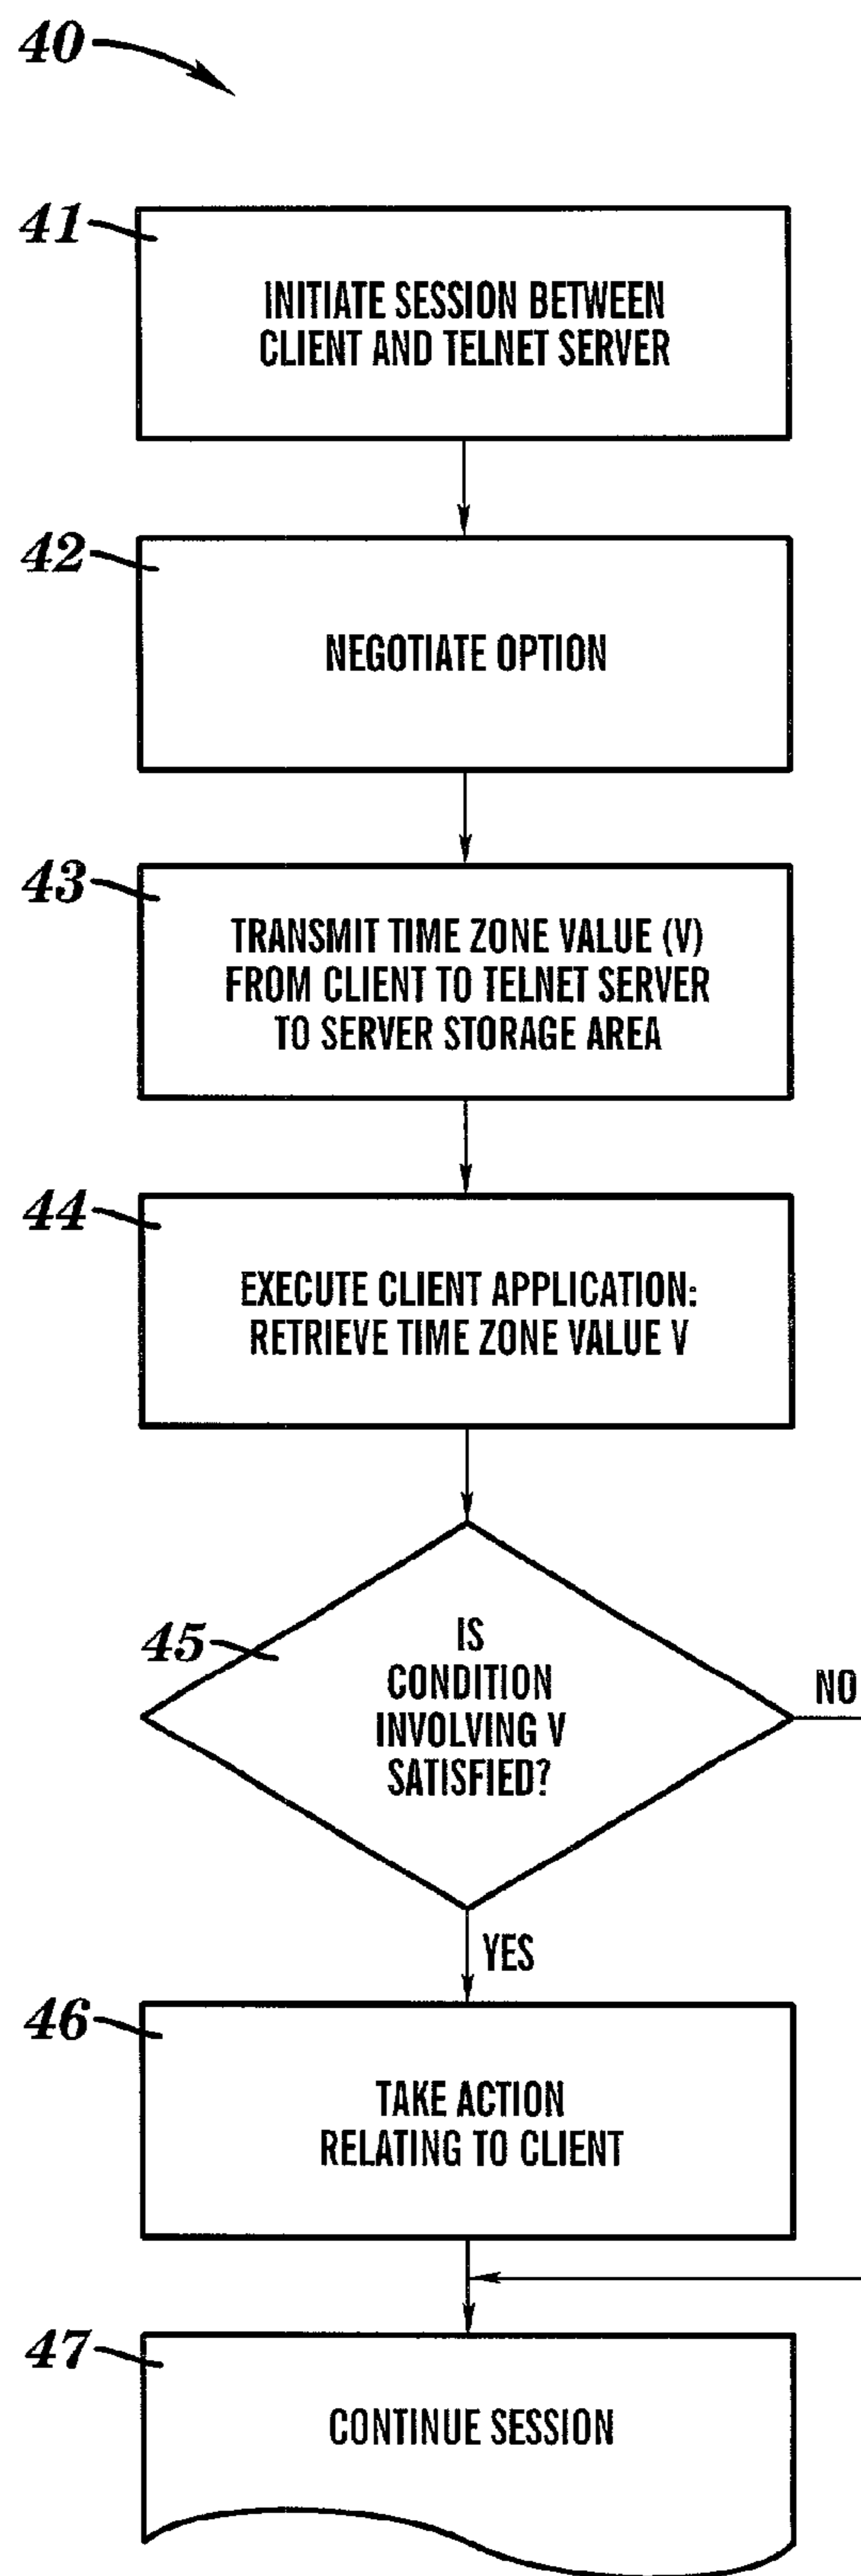 40
41
INITIATE SESSION BETWEEN
CLIENT AND TELNET SERVER
42
NEGOTIATE OPTION
43
TRANSMIT TIME ZONE VALUE (V)
FROM CLIENT TO TELNET SERVER
TO SERVER STORAGE AREA
44
EXECUTE CLIENT APPLICATION:
RETRIEVE TIME ZONE VALUE V
45
IS
CONDITION
INVOLVING V
SATISFIED?
NO
YES
46
TAKE ACTION
RELATING TO CLIENT
47
CONTINUE SESSION